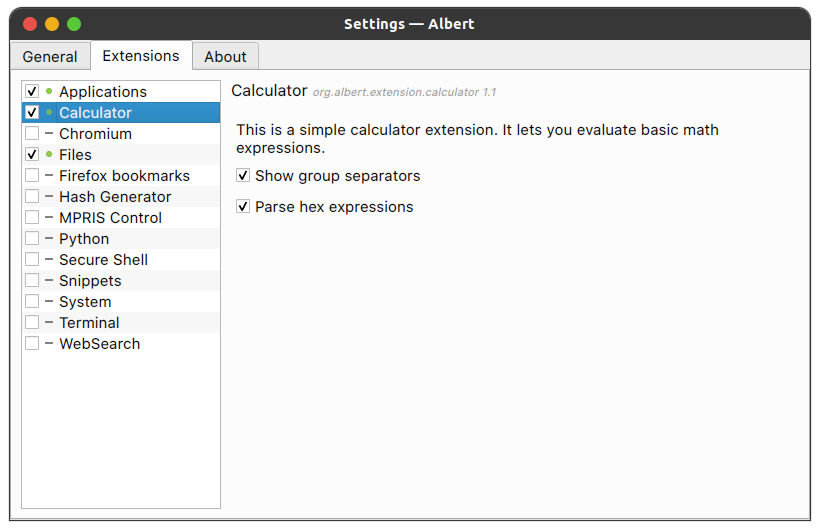 Settings — Albert
General
Extensions
About
Applications
Calculator
Chromium
Files
Firefox bookmarks
Hash Generator
MPRIS Control
Python
Secure Shell
Snippets
System
Terminal
WebSearch
Calculator org.albert.extension.calculator 1.1
This is a simple calculator extension. It lets you evaluate basic math
expressions.
Show group separators
Parse hex expressions